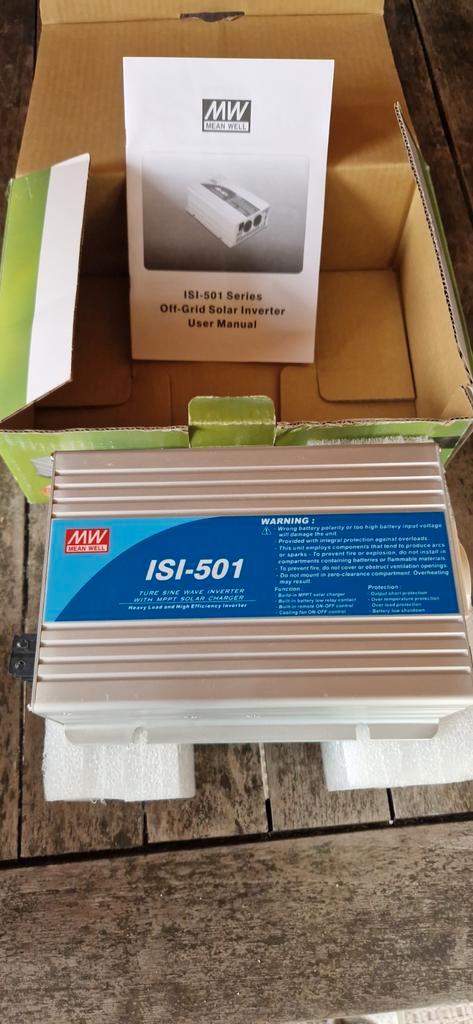 MW
MEAN WELL
ISI-501 Series
Off-Grid Solar Inverter
User Manual
MW
MEAN WELL
ISI-501
TURE SINE WAVE INVERTER
WITH MPPT SOLAR CHARGER
Heavy Load and High Efficiency Inverter
WARNING :
- Wrong battery polarity or too high battery input voltage
will damage the unit.
- Provided with integral protection against overloads.
- This unit employs components that tend to produce arcs
or sparks - To prevent fire or explosion, do not install in
compartments containing batteries or flammable materials.
- To prevent fire, do not cover or obstruct ventilation openings.
- Do not mount in zero-clearance compartment. Overheating
may result.
Function :
- Built-in MPPT solar charger
- Built-in battery low relay contact
- Built-in remote ON-OFF control
- Cooling fan ON-OFF control
Protection :
- Output short protection
- Over temperature protection
- Over load protection
- Battery low shutdown